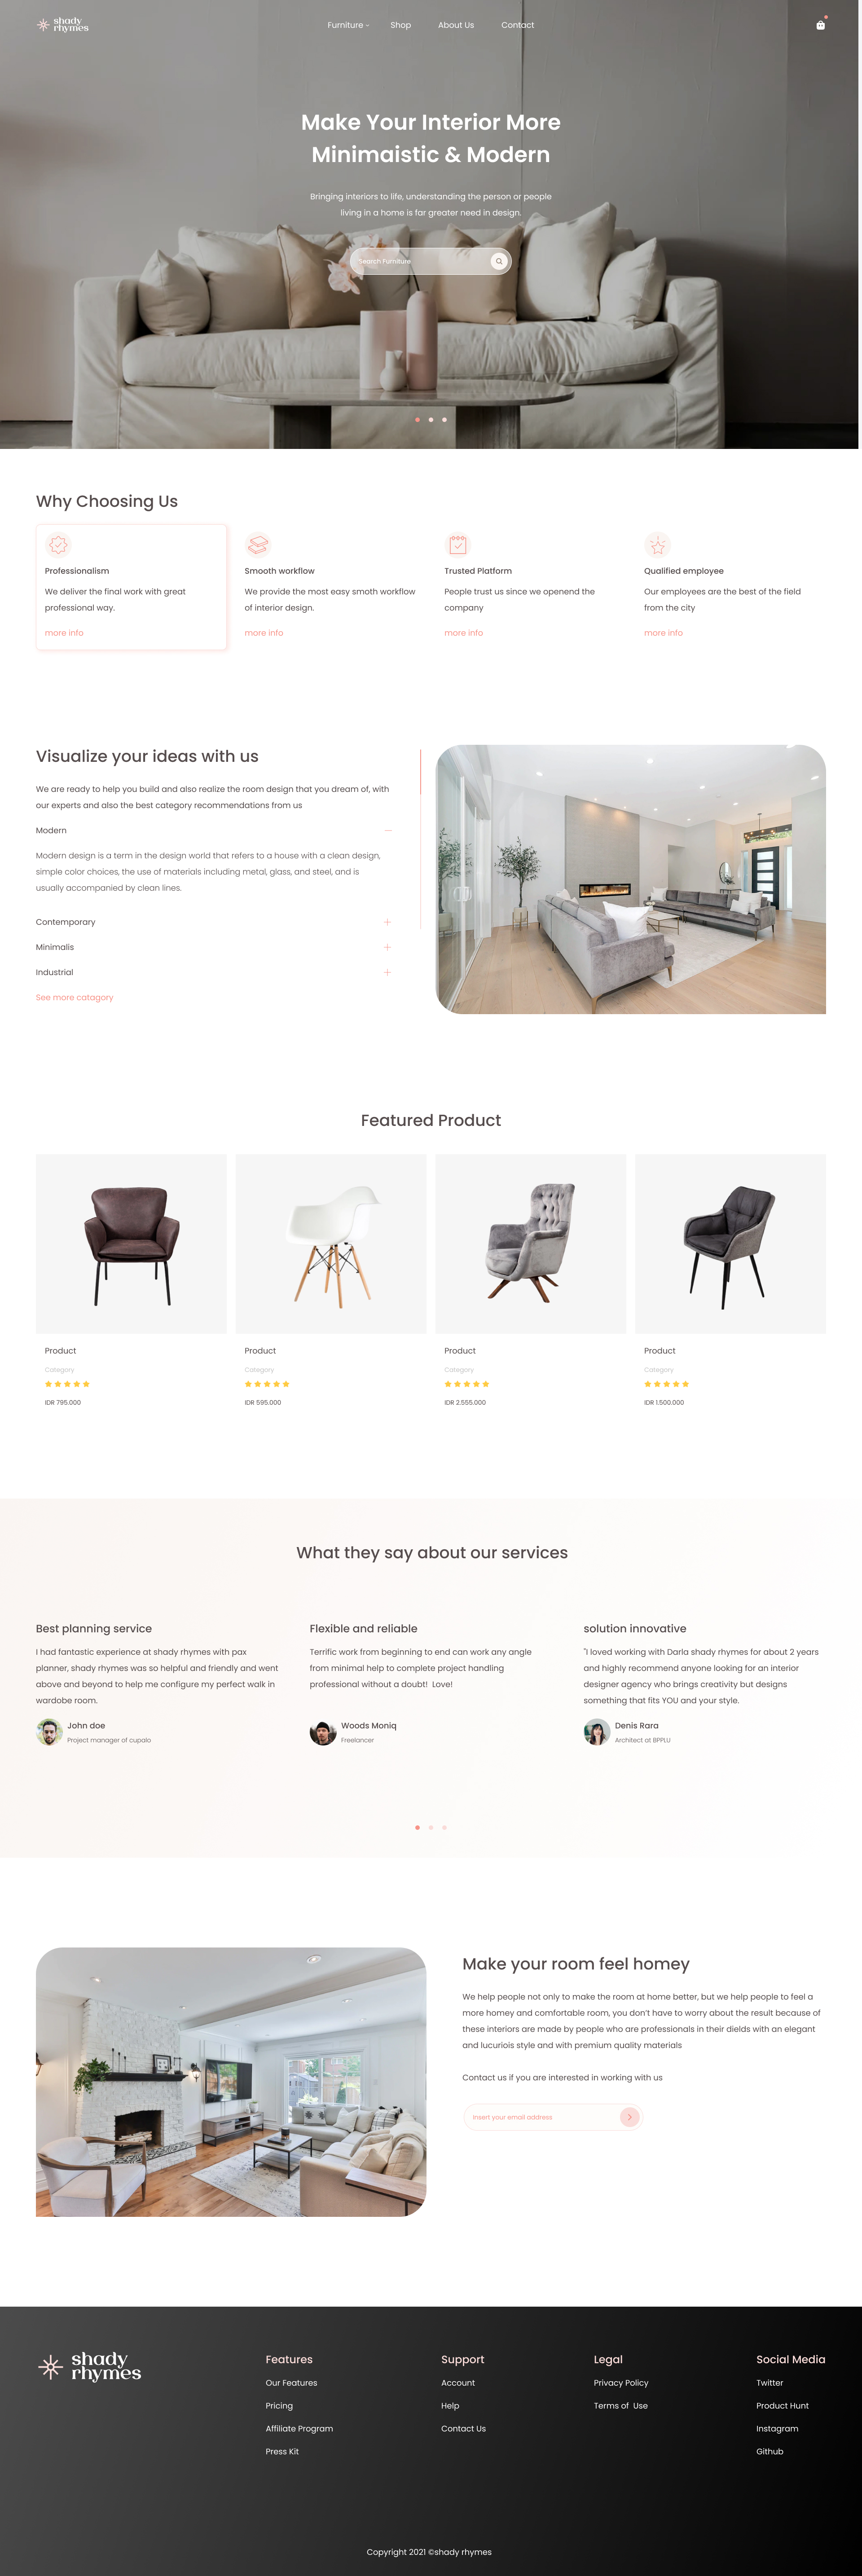 shady
rhymes
Furniture
Shop
About Us
Contact
Make Your Interior More
Minimaistic & Modern
Bringing interiors to life, understanding the person or people
living in a home is far greater need in design.
Search Furniture
Why Choosing Us
Professionalism
We deliver the final work with great
professional way.
more info
Smooth workflow
We provide the most easy smoth workflow
of interior design.
more info
Trusted Platform
People trust us since we openend the
company
more info
Qualified employee
Our employees are the best of the field
from the city
more info
Visualize your ideas with us
We are ready to help you build and also realize the room design that you dream of, with
our experts and also the best category recommendations from us
Modern
Modern design is a term in the design world that refers to a house with a clean design,
simple color choices, the use of materials including metal, glass, and steel, and is
usually accompanied by clean lines.
Contemporary
Minimalis
Industrial
See more catagory
Featured Product
Product
Category
IDR 795.000
Product
Category
IDR 595.000
Product
Category
IDR 2.555.000
Product
Category
IDR 1.500.000
What they say about our services
Best planning service
I had fantastic experience at shady rhymes with pax
planner, shady rhymes was so helpful and friendly and went
above and beyond to help me configure my perfect walk in
wardobe room.
John doe
Project manager of cupalo
Flexible and reliable
Terrific work from beginning to end can work any angle
from minimal help to complete project handling
professional without a doubt!  Love!
Woods Moniq
Freelancer
solution innovative
"I loved working with Darla shady rhymes for about 2 years
and highly recommend anyone looking for an interior
designer agency who brings creativity but designs
something that fits YOU and your style.
Denis Rara
Architect at BPPLU
Make your room feel homey
We help people not only to make the room at home better, but we help people to feel a
more homey and comfortable room, you don't have to worry about the result because of
these interiors are made by people who are professionals in their dields with an elegant
and lucuriois style and with premium quality materials
Contact us if you are interested in working with us
Insert your email address
shady
rhymes
Features
Our Features
Pricing
Affiliate Program
Press Kit
Support
Account
Help
Contact Us
Legal
Privacy Policy
Terms of  Use
Social Media
Twitter
Product Hunt
Instagram
Github
Copyright 2021 ©shady rhymes